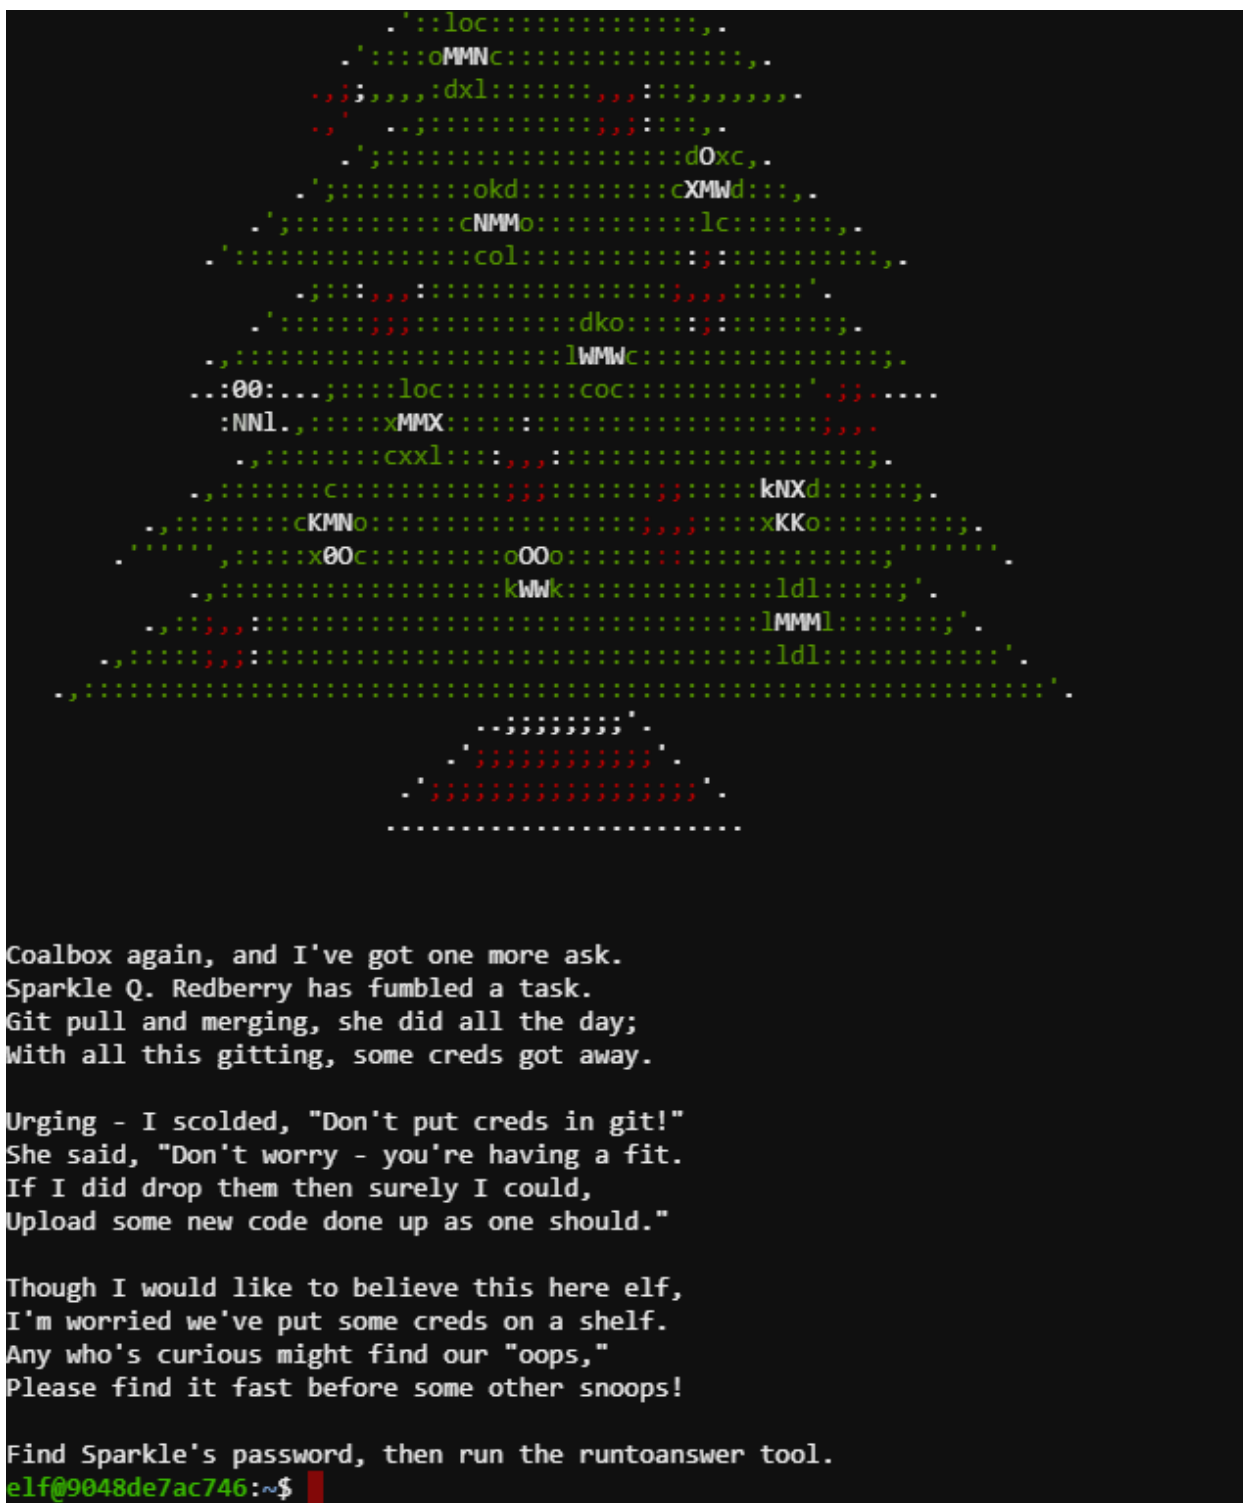 Coalbox again, and I've got one more ask.
Sparkle Q. Redberry has fumbled a task.
Git pull and merging, she did all the day;
With all this gitting, some creds got away.
Urging - I scolded, "Don't put creds in git!"
She said, "Don't worry - you're having a fit.
If I did drop them then surely I could,
Upload some new code done up as one should."
Though I would like to believe this here elf,
I'm worried we've put some creds on a shelf.
Any who's curious might find our "oops,"
Please find it fast before some other snoops!
Find Sparkle's password, then run the runtoanswer tool.
elf@9048de7ac746:~$